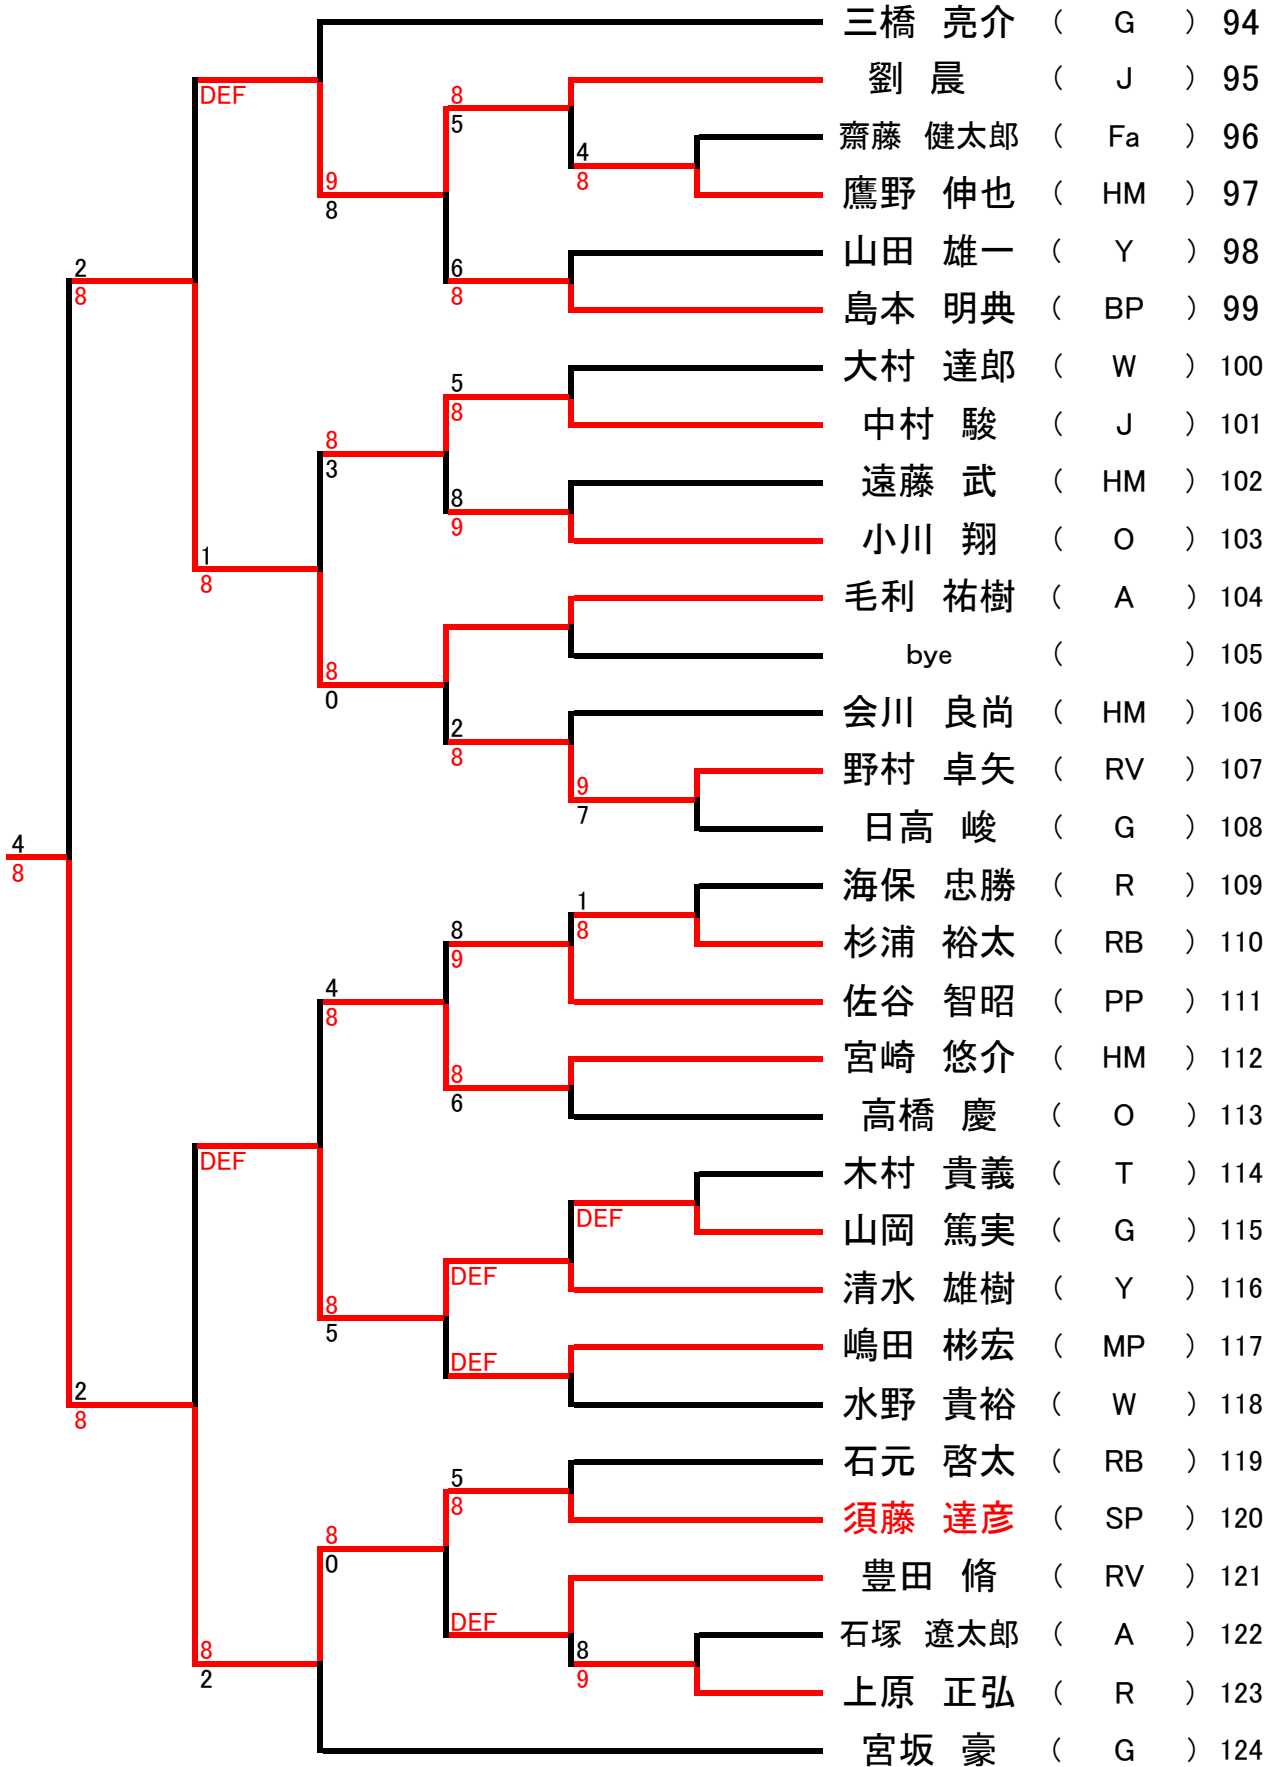 三橋 亮介 ( G ) 94
劉 晨 ( J ) 95
DEF
8
5
齋藤 健太郎 ( Fa ) 96
4
8
鷹野 伸也 ( HM ) 97
9
8
山田 雄一 ( Y ) 98
2
8
6
8
島本 明典 ( BP ) 99
大村 達郎 ( W ) 100
5
8
中村 駿 ( J ) 101
8
3
遠藤 武 ( HM ) 102
8
9
小川 翔 ( O ) 103
1
8
毛利 祐樹 ( A ) 104
bye ( ) 105
8
0
会川 良尚 ( HM ) 106
2
8
野村 卓矢 ( RV ) 107
9
7
日高 峻 ( G ) 108
4
8
海保 忠勝 ( R ) 109
1
8
杉浦 裕太 ( RB ) 110
8
9
佐谷 智昭 ( PP ) 111
4
8
宮崎 悠介 ( HM ) 112
8
6
高橋 慶 ( O ) 113
DEF
木村 貴義 ( T ) 114
DEF
山岡 篤実 ( G ) 115
DEF
清水 雄樹 ( Y ) 116
8
5
嶋田 彬宏 ( MP ) 117
DEF
2
8
水野 貴裕 ( W ) 118
石元 啓太 ( RB ) 119
5
8
須藤 達彦 ( SP ) 120
8
0
豊田 脩 ( RV ) 121
DEF
石塚 遼太郎 ( A ) 122
8
9
8
2
上原 正弘 ( R ) 123
宮坂 豪 ( G ) 124